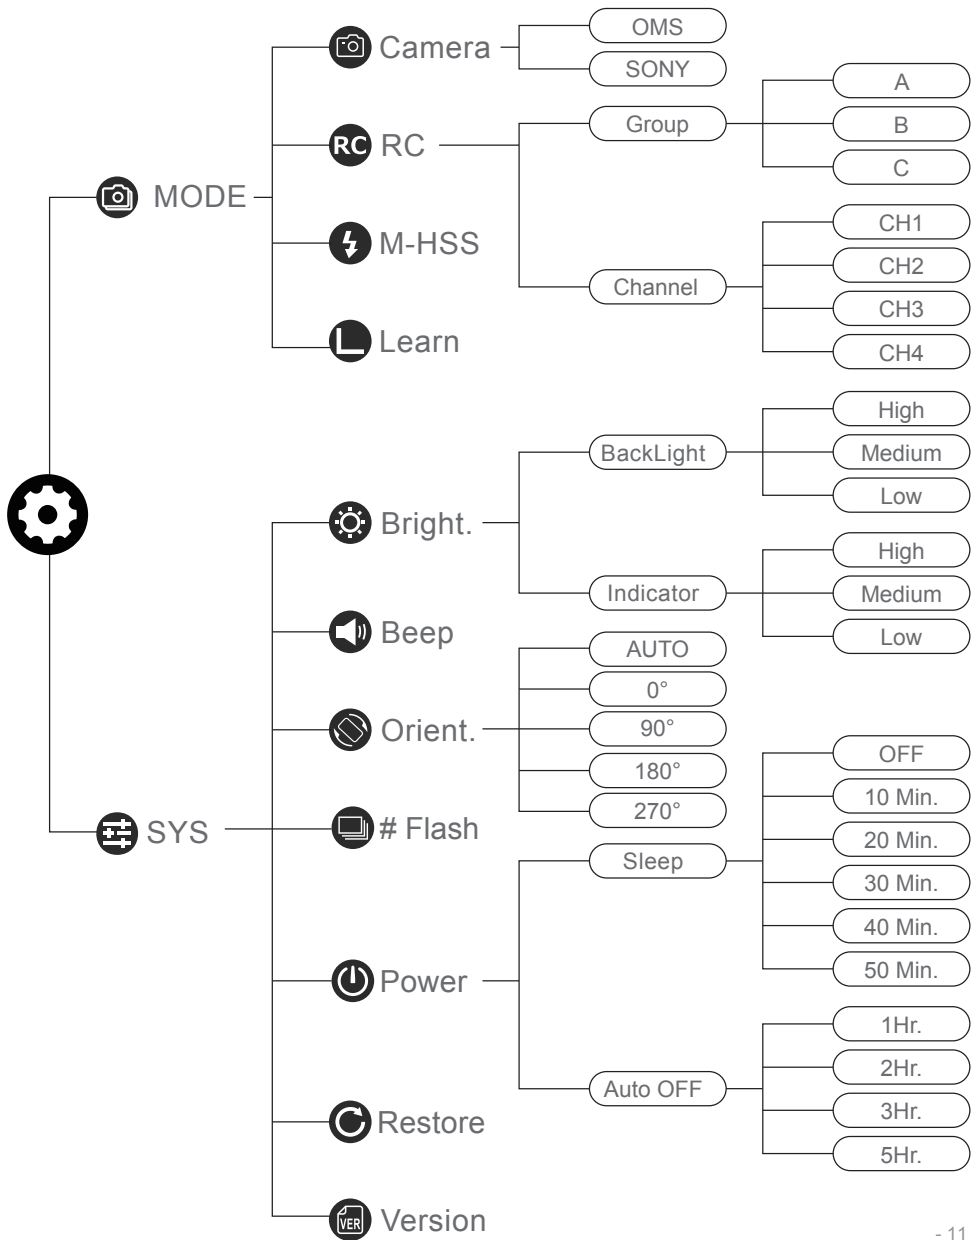 OMS
Camera
SONY
A
Group
B
RC RC
C
MODE
CH1
M-HSS
CH2
Channel
CH3
Learn
CH4
High
BackLight
Medium
Low
Bright.
High
Indicator
Medium
Low
Beep
AUTO
0°
Orient.
90°
180°
270°
OFF
10 Min.
SYS
# Flash
20 Min.
Sleep
30 Min.
40 Min.
50 Min.
Power
1Hr.
2Hr.
Auto OFF
3Hr.
5Hr.
Restore
VER Version
- 11